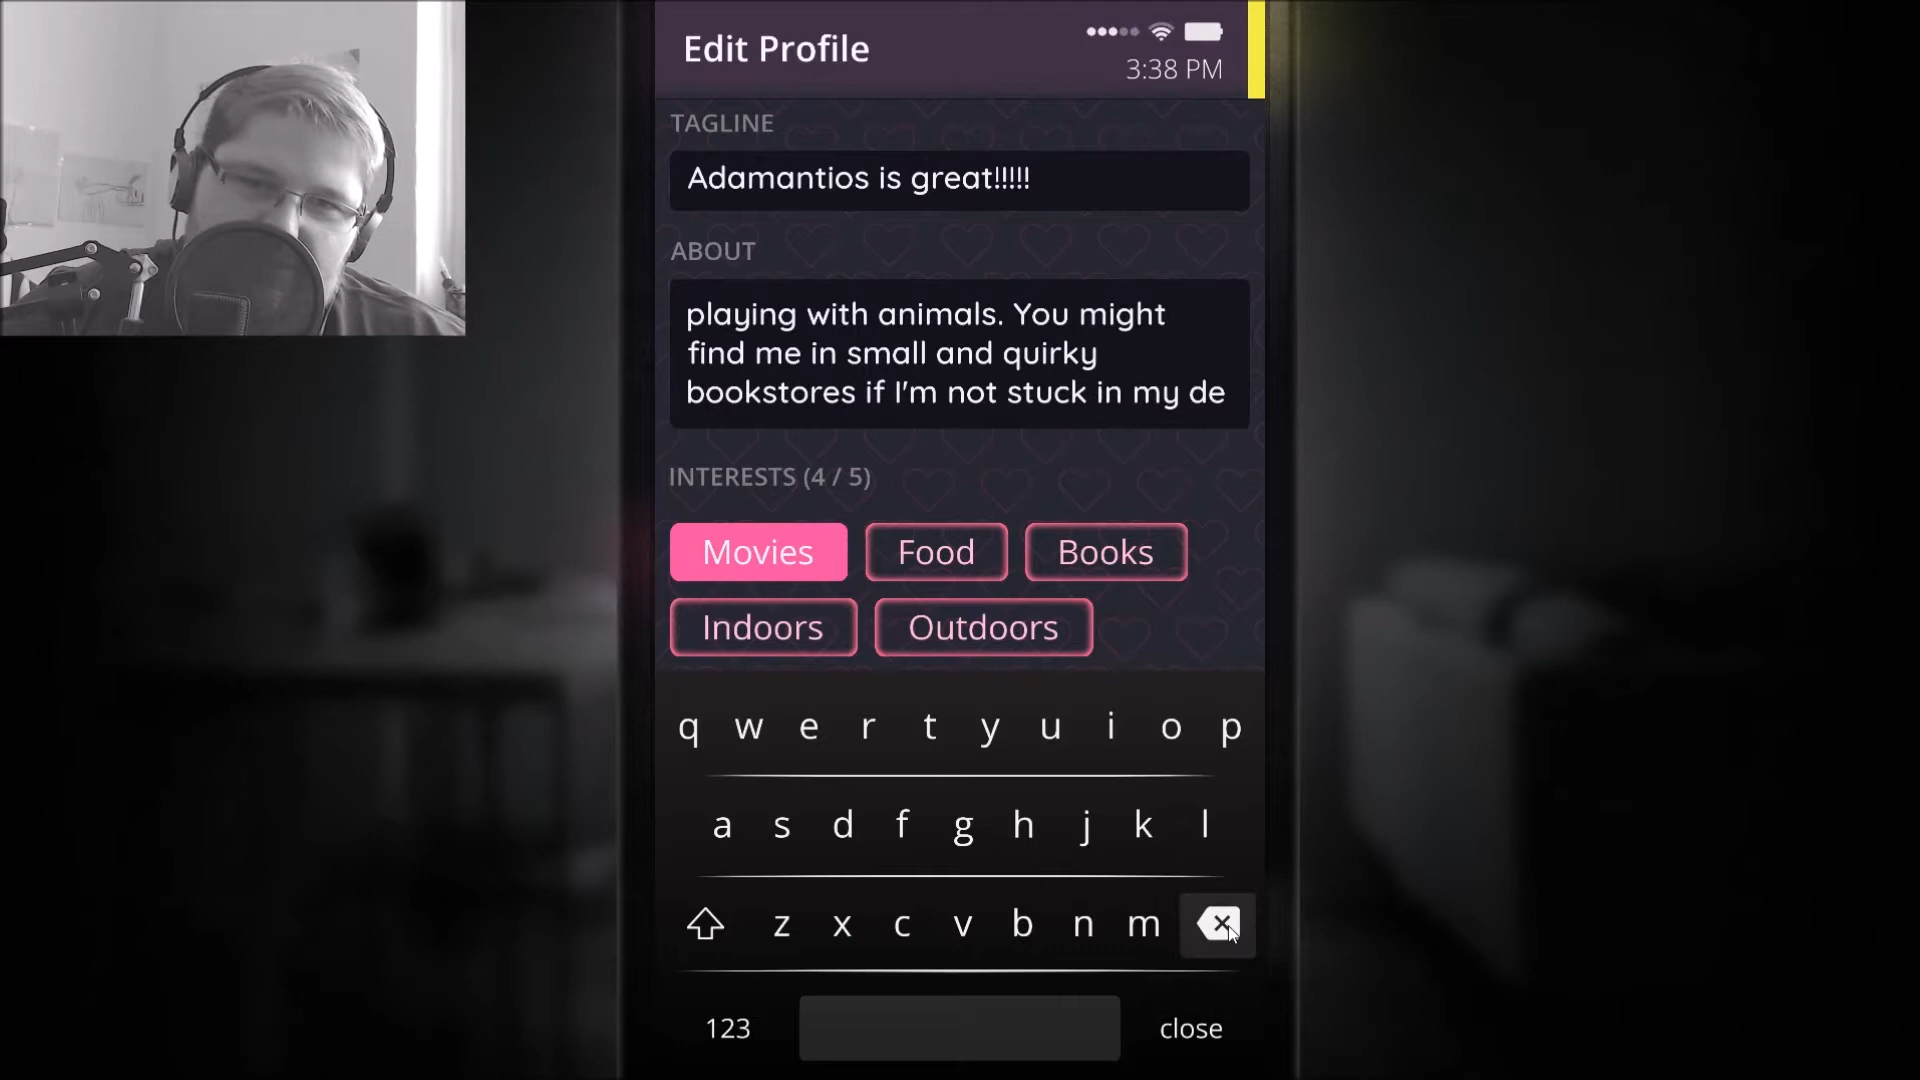 Edit Profile
3:38 PM
TAGLINE
Adamantios is great!!!!!
ABOUT
playing with animals. You might
find me in small and quirky
bookstores if I'm not stuck in my de
INTERESTS (4 / 5)
Movies Food Books
Indoors Outdoors
q w e r t y u i o p
a s d f g h j k l
z x c v b n m
123 close